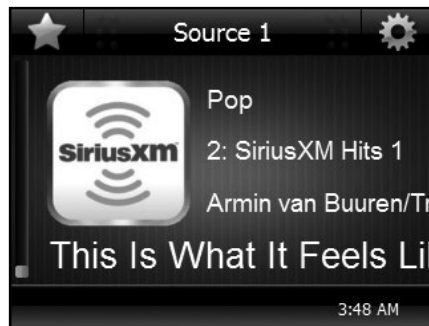 Source 1
Pop
SiriusXM
2: SiriusXM Hits 1
Armin van Buuren/Tr
This Is What It Feels Li
3:48 AM